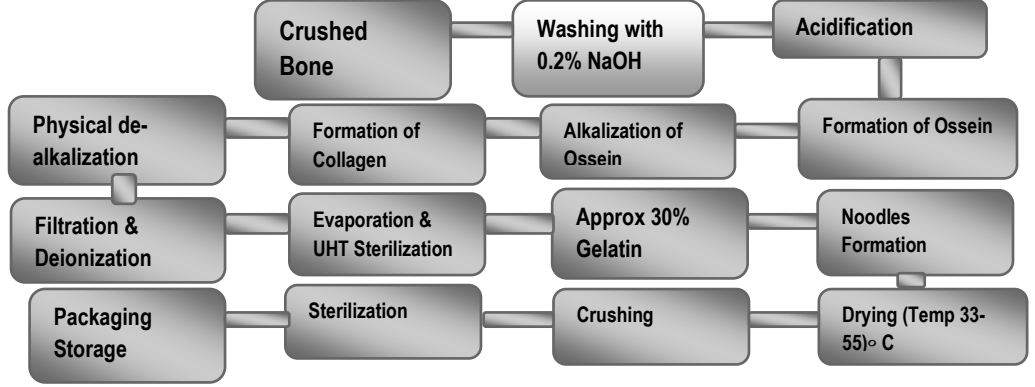 Crushed
Bone
Washing with
0.2% NaOH
Acidification
Physical de-
alkalization
Formation of
Collagen
Alkalization of
Ossein
Formation of Ossein
Filtration &
Deionization
Evaporation &
UHT Sterilization
Approx 30%
Gelatin
Noodles
Formation
Packaging
Storage
Sterilization
Crushing
Drying (Temp 33-
55)o C